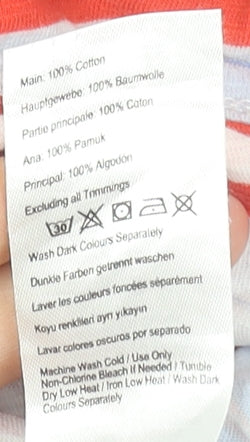 Main: 100% Cotton
Hauptgewebe: 100% Baumwolle
Partie principale: 100% Coton
Ana: 100% Pamuk
Principal: 100% Algodon
Excluding all Trimmings
30
Wash Dark Colours Separately
Dunkle Farben getrennt waschen
Laver les couleurs foncées séparément
Koyu renklileri ayrı yıkayın
Lavar colores oscuros por separado
Machine Wash Cold / Use Only
Non-Chlorine Bleach If Needed / Tumble
Dry Low Heat / Iron Low Heat / Wash Dark
Colours Separately